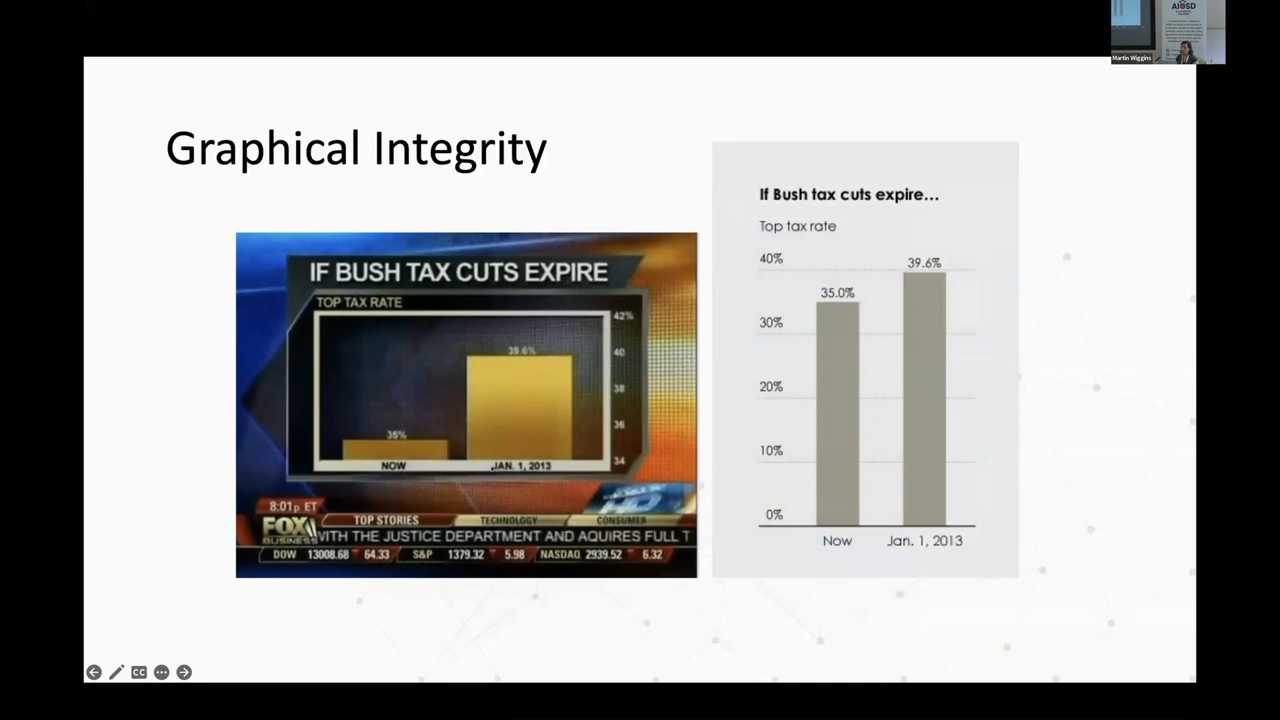 AIOSD
Martin Wiggins
Graphical Integrity
IF BUSH TAX CUTS EXPIRE
TOP TAX RATE
42%
40
38
36
34
39.6%
35%
NOW
JAN. 1, 2013
8:01p ET
FOX
BUSINESS
TOP STORIES
TECHNOLOGY
CONSUMER
HD
WITH THE JUSTICE DEPARTMENT AND AQUIRES FULL T
DOW 13008.68 64.33 S&P 1379.32 5.98 NASDAQ 2939.52 6.32
If Bush tax cuts expire...
Top tax rate
40%
30%
20%
10%
0%
35.0%
39.6%
Now
Jan. 1, 2013
CC